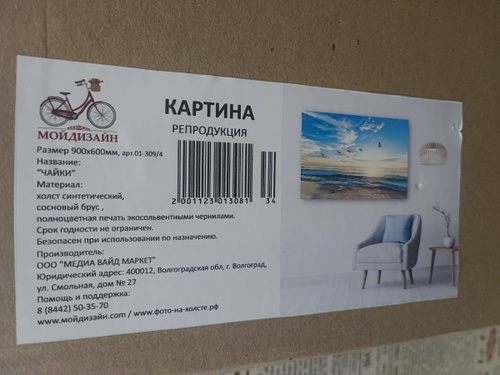 МОЙДИЗАЙН
КАРТИНА
РЕПРОДУКЦИЯ
Размер 900х600мм, арт.01-309/4
Название:
"ЧАЙКИ"
Материал:
холст синтетический,
сосновый брус ,
полноцветная печать экосольвентными чернилами.
Срок годности не ограничен.
Безопасен при использовании по назначению.
2 001123 013081 34
Производитель:
ООО "МЕДИА ВАЙД МАРКЕТ"
Юридический адрес: 400012, Волгоградская обл, г. Волгоград,
ул. Смольная, дом № 27
Помощь и поддержка:
8 (8442) 50-35-70
www.мойдизайн.com / www.фото-на-холсте.рф